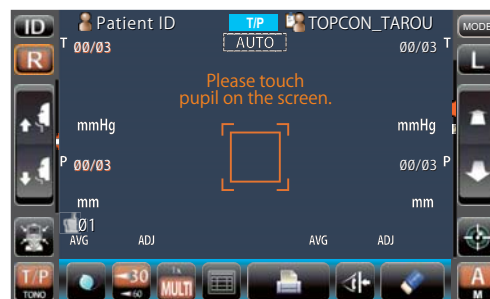 ID Patient ID T/P TOPCON_TAROU MODE
R T 00/03 AUTO 00/03 T L
Please touch
pupil on the screen.
mmHg mmHg
P 00/03 00/03 P
mm mm
01
AVG ADJ AVG ADJ
T/P TONO 30 60 1x MULTI A M